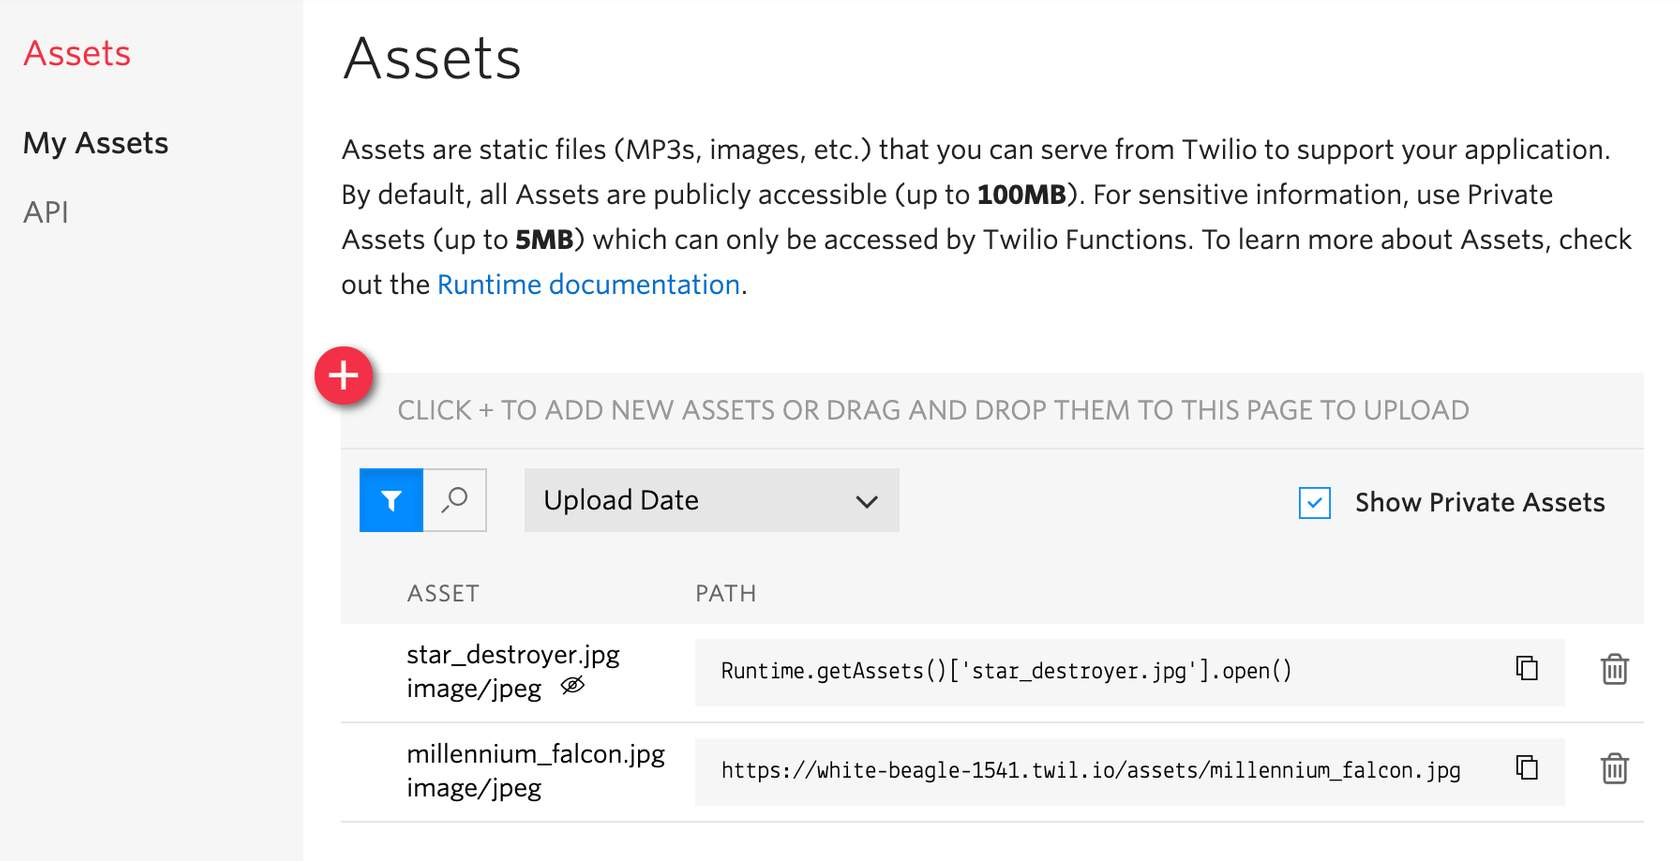 Assets
My Assets
API
Assets
Assets are static files (MP3s, images, etc.) that you can serve from Twilio to support your application.
By default, all Assets are publicly accessible (up to 100MB). For sensitive information, use Private
Assets (up to 5MB) which can only be accessed by Twilio Functions. To learn more about Assets, check
out the Runtime documentation.
CLICK + TO ADD NEW ASSETS OR DRAG AND DROP THEM TO THIS PAGE TO UPLOAD
Upload Date
Show Private Assets
ASSET PATH
star_destroyer.jpg
image/jpeg
Runtime.getAssets()['star_destroyer.jpg'].open()
millennium_falcon.jpg
image/jpeg
https://white-beagle-1541.twil.io/assets/millennium_falcon.jpg